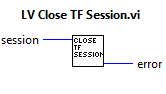 LV Close TF Session.vi
session
CLOSE
TF
SESSION
error